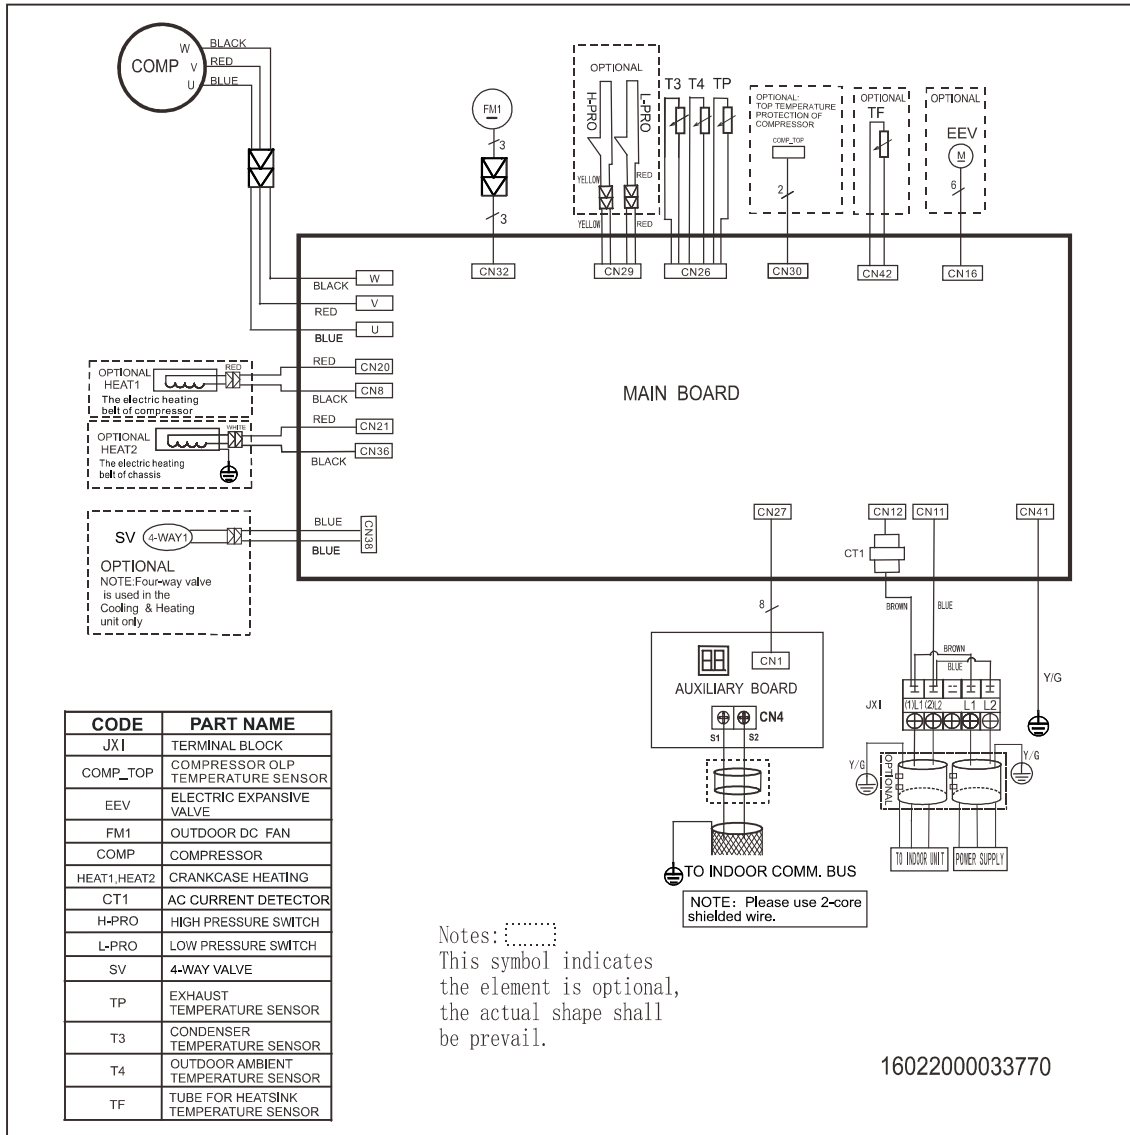 COMP
W
V
U
BLACK
RED
BLUE
FM1
3
3
OPTIONAL
H-PRO
L-PRO
YELLOW
RED
YELLOW
RED
T3 T4 TP
OPTIONAL:
TOP TEMPERATURE
PROTECTION OF
COMPRESSOR
COMP_TOP
2
OPTIONAL
TF
OPTIONAL
EEV
M
6
CN32
CN29
CN26
CN30
CN42
CN16
BLACK
W
RED
V
BLUE
U
OPTIONAL
HEAT1
RED
The electric heating
belt of compressor
RED
CN20
BLACK
CN8
OPTIONAL
HEAT2
WHITE
The electric heating
belt of chassis
RED
CN21
BLACK
CN36
MAIN BOARD
SV
4-WAY1
OPTIONAL
NOTE:Four-way valve
is used in the
Cooling & Heating
unit only
BLUE
BLUE
CN38
CN27
CN12
CN11
CN41
CT1
8
BROWN
BLUE
BROWN
BLUE
Y/G
CN1
AUXILIARY BOARD
CN4
S1
S2
JXI
(1)L1
(2)L2
L1
L2
Y/G
OPTIONAL
Y/G
TO INDOOR UNIT
POWER SUPPLY
TO INDOOR COMM. BUS
NOTE: Please use 2-core
shielded wire.
CODE PART NAME
JXI TERMINAL BLOCK
COMP_TOP COMPRESSOR OLP
TEMPERATURE SENSOR
EEV ELECTRIC EXPANSIVE
VALVE
FM1 OUTDOOR DC FAN
COMP COMPRESSOR
HEAT1,HEAT2 CRANKCASE HEATING
CT1 AC CURRENT DETECTOR
H-PRO HIGH PRESSURE SWITCH
L-PRO LOW PRESSURE SWITCH
SV 4-WAY VALVE
TP EXHAUST
TEMPERATURE SENSOR
T3 CONDENSER
TEMPERATURE SENSOR
T4 OUTDOOR AMBIENT
TEMPERATURE SENSOR
TF TUBE FOR HEATSINK
TEMPERATURE SENSOR
Notes:
This symbol indicates
the element is optional,
the actual shape shall
be prevail.
16022000033770